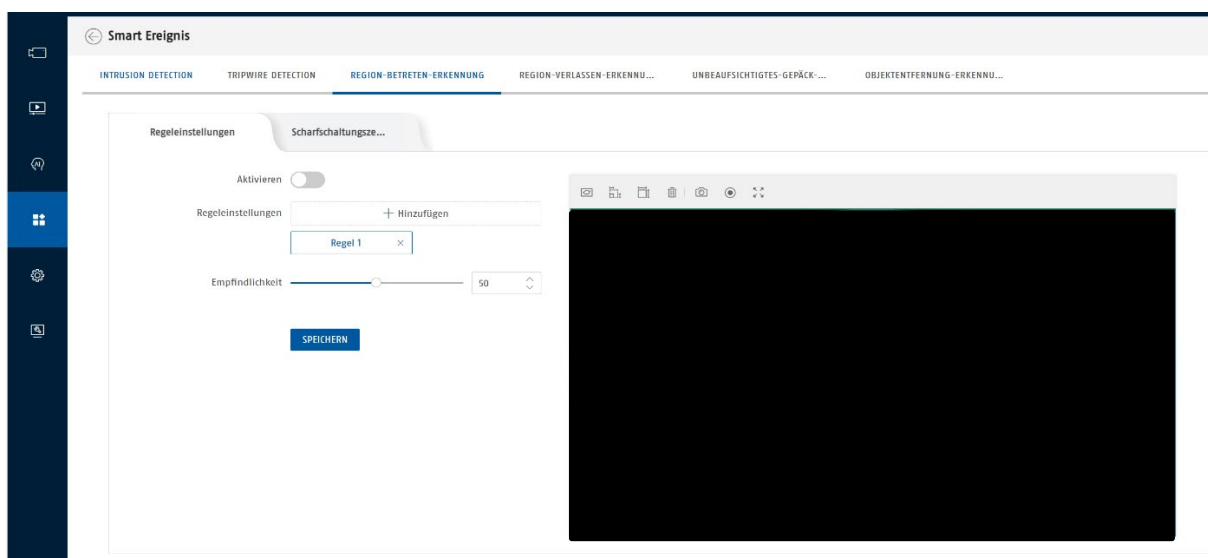 Smart Ereignis
INTRUSION DETECTION TRIPWIRE DETECTION REGION-BETRETEN-ERKENNUNG REGION-VERLASSEN-ERKENNU... UNBEAUFSICHTIGTES-GEPÄCK-... OBJEKTENTFERNUNG-ERKENNU...
Regeleinstellungen Scharfschaltungsze...
Aktivieren
Regeleinstellungen + Hinzufügen
Regel 1 ×
Empfindlichkeit 50
SPEICHERN
AI